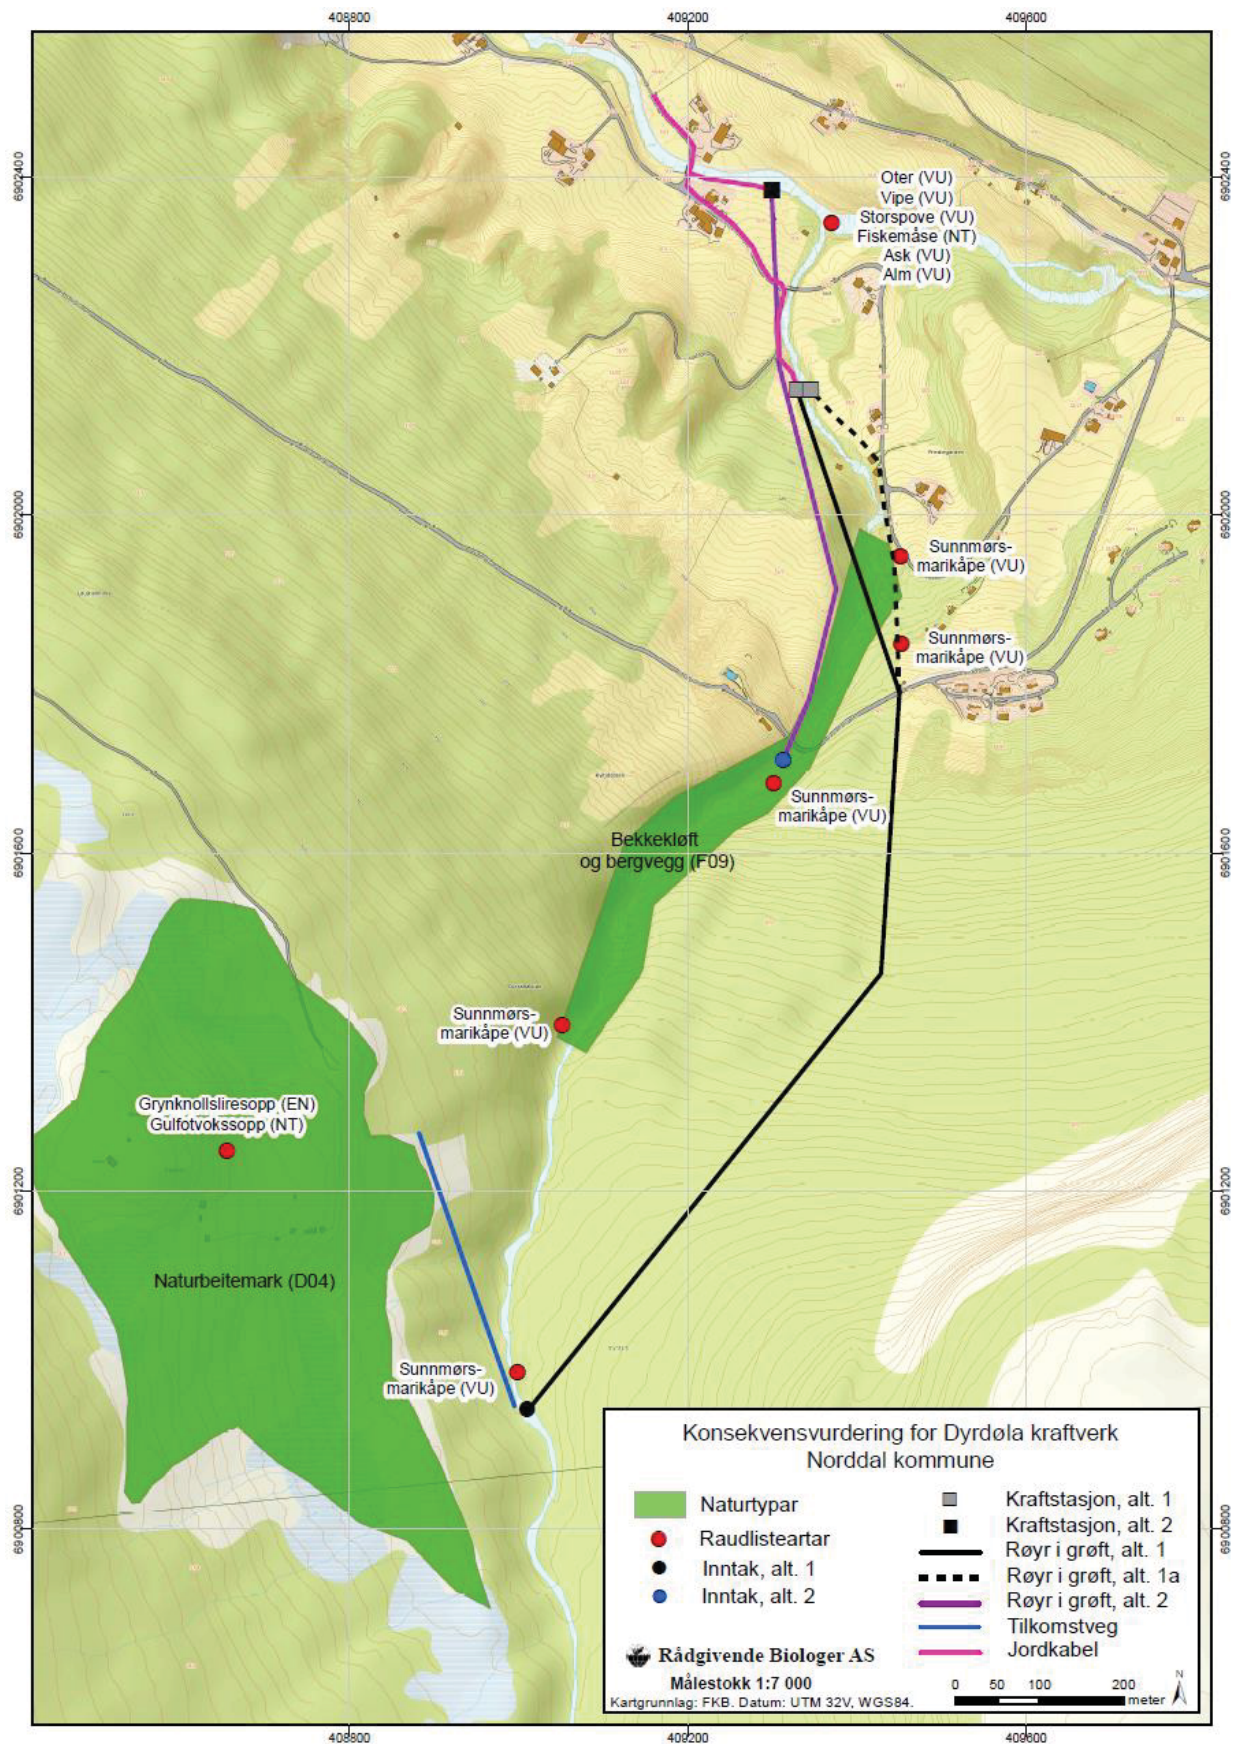 408800
409200
409600
6902400
6902400
Oter (VU)
Vipe (VU)
Storspove (VU)
Fiskemåse (NT)
Ask (VU)
Alm (VU)
6902000
6902000
Sunnmørs-
marikåpe (VU)
Sunnmørs-
marikåpe (VU)
Sunnmørs-
marikåpe (VU)
Bekkekløft
og bergvegg (F09)
6901600
6901600
Sunnmørs-
marikåpe (VU)
Grynknollsliresopp (EN)
Gulfotvokssopp (NT)
6901200
6901200
Naturbeitemark (D04)
Sunnmørs-
marikåpe (VU)
6900800
6900800
Konsekvensvurdering for Dyrdøla kraftverk
Norddal kommune
Naturtypar
Raudlisteartar
Inntak, alt. 1
Inntak, alt. 2
Kraftstasjon, alt. 1
Kraftstasjon, alt. 2
Røyr i grøft, alt. 1
Røyr i grøft, alt. 1a
Røyr i grøft, alt. 2
Tilkomstveg
Jordkabel
Rådgivende Biologer AS
Målestokk 1:7 000
Kartgrunnlag: FKB. Datum: UTM 32V, WGS84.
0 50 100 200
meter
N
408800
409200
409600